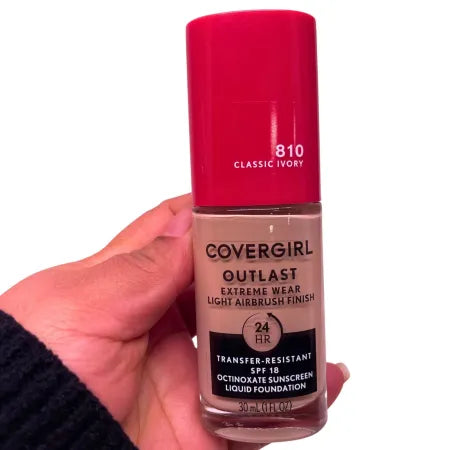 810
CLASSIC IVORY
COVERGIRL
OUTLAST
EXTREME WEAR
LIGHT AIRBRUSH FINISH
24
HR
TRANSFER-RESISTANT
SPF 18
OCTINOXATE SUNSCREEN
LIQUID FOUNDATION
30 mL (1 FL OZ)